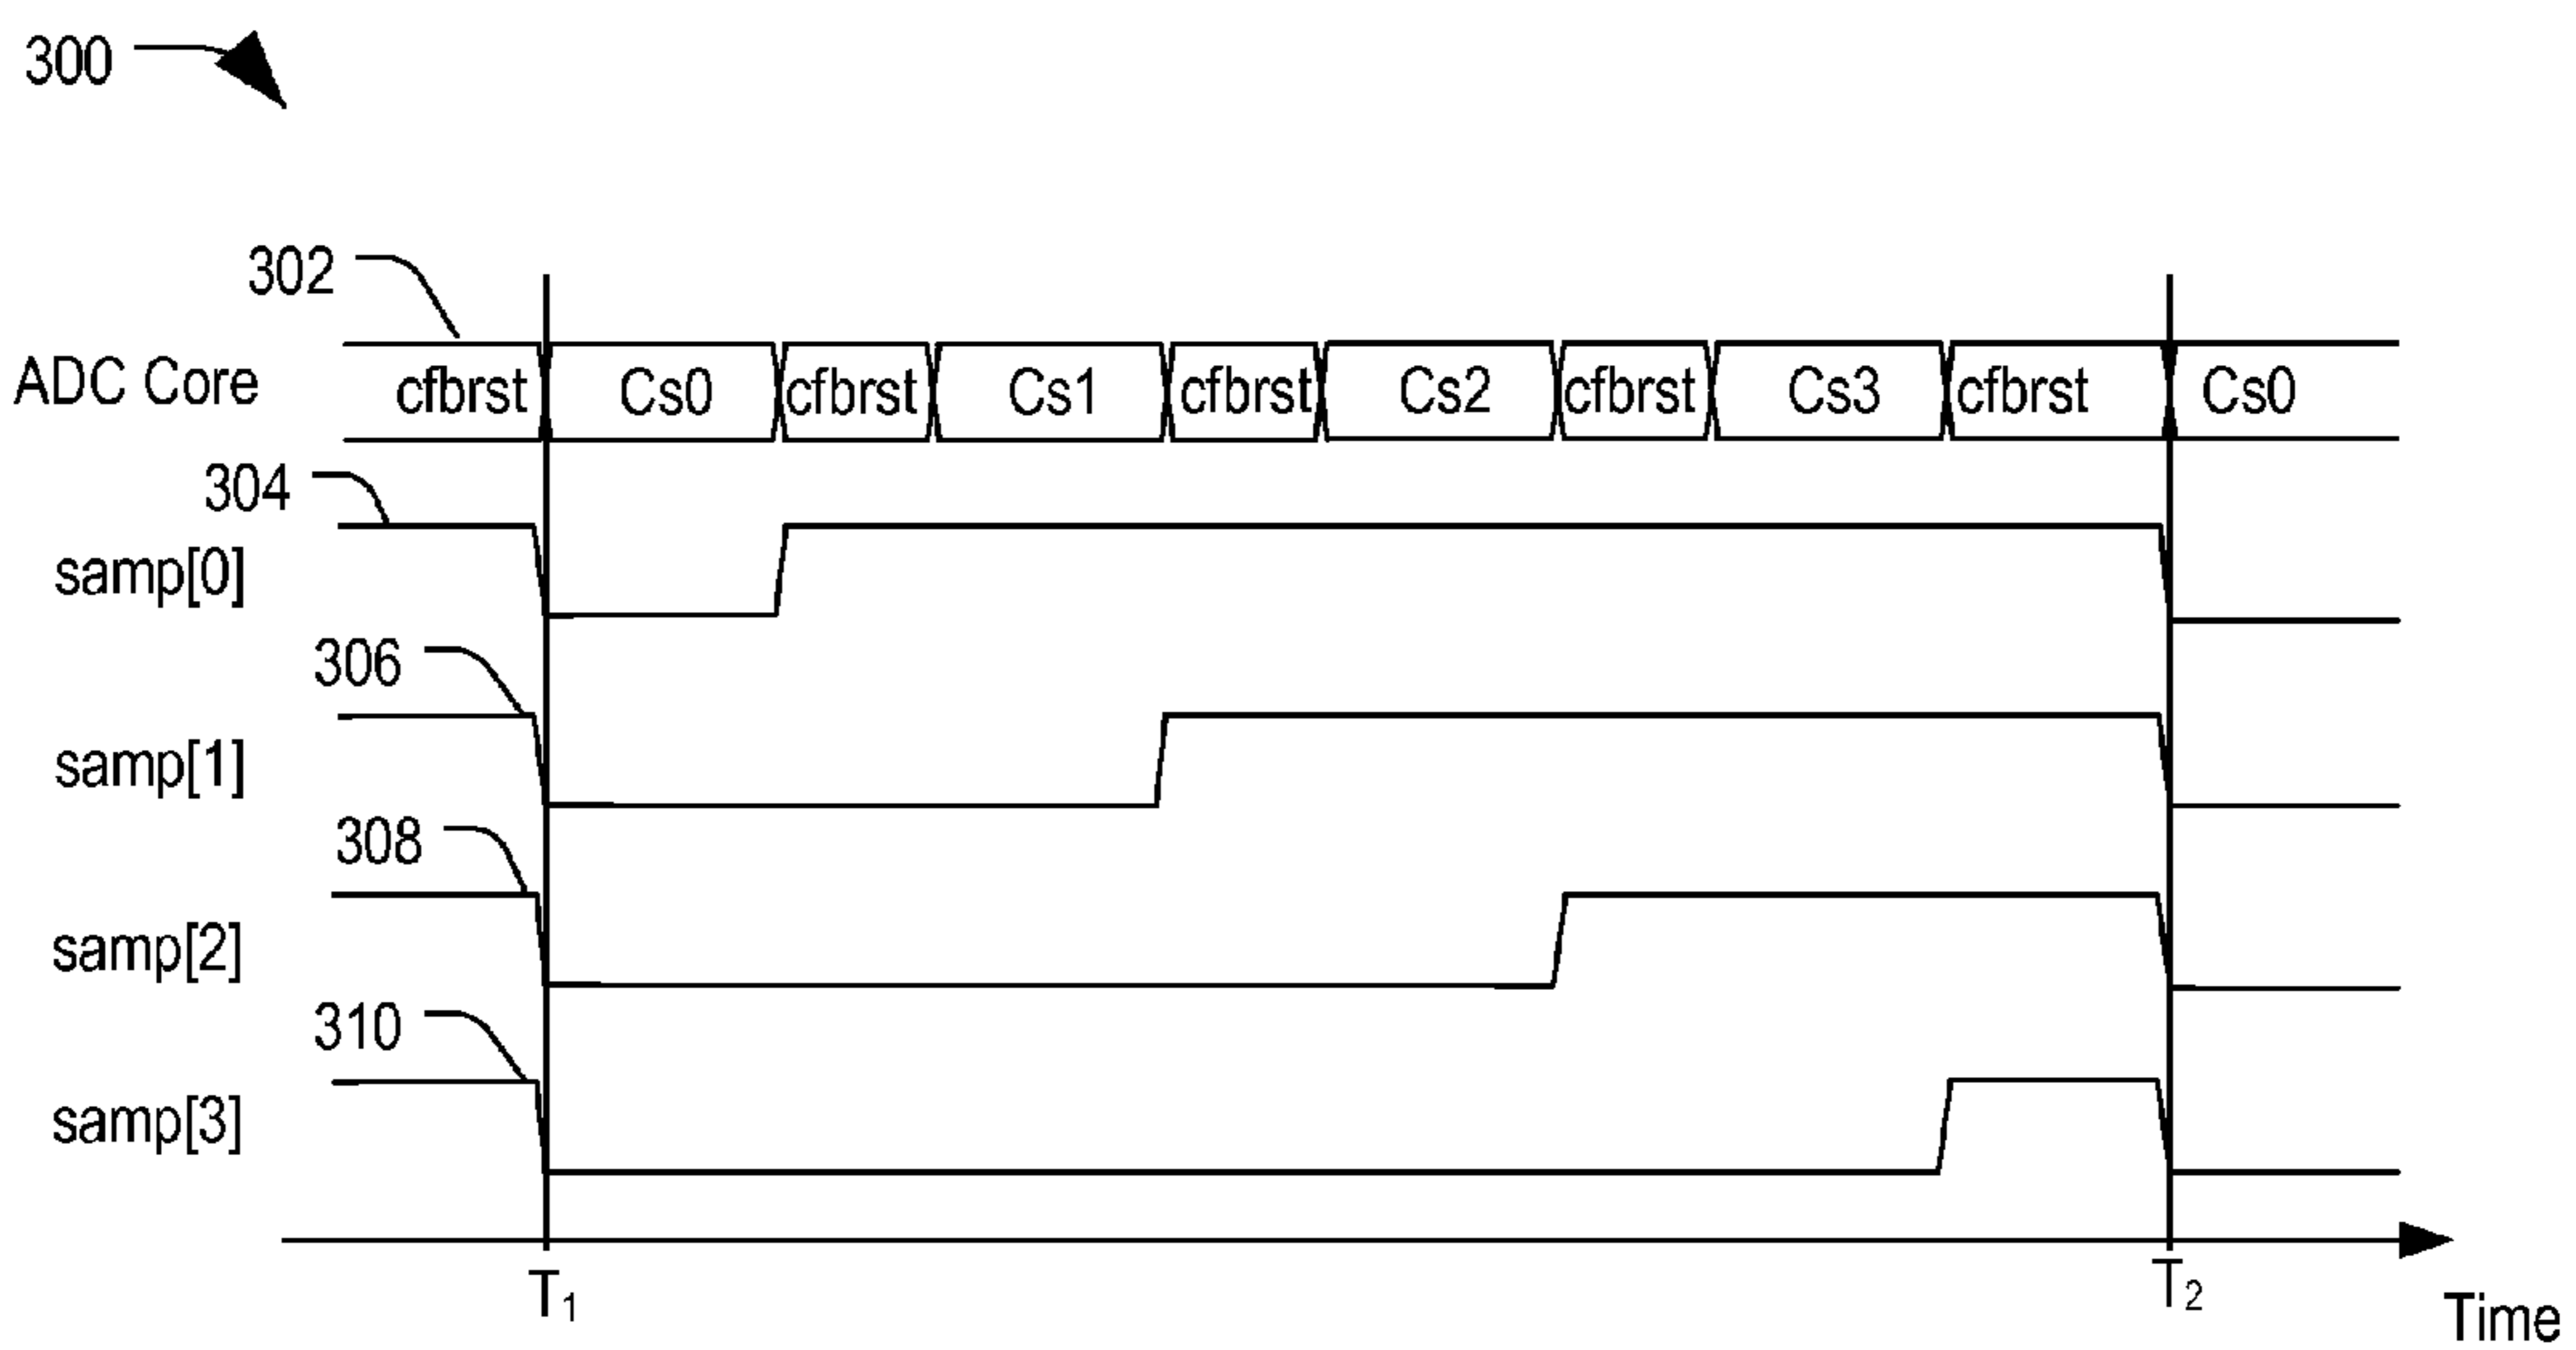 300
302
ADC Core cfbrst Cs0 cfbrst Cs1 cfbrst Cs2 cfbrst Cs3 cfbrst Cs0
304
samp[0]
306
samp[1]
308
samp[2]
310
samp[3]
T1 T2
Time